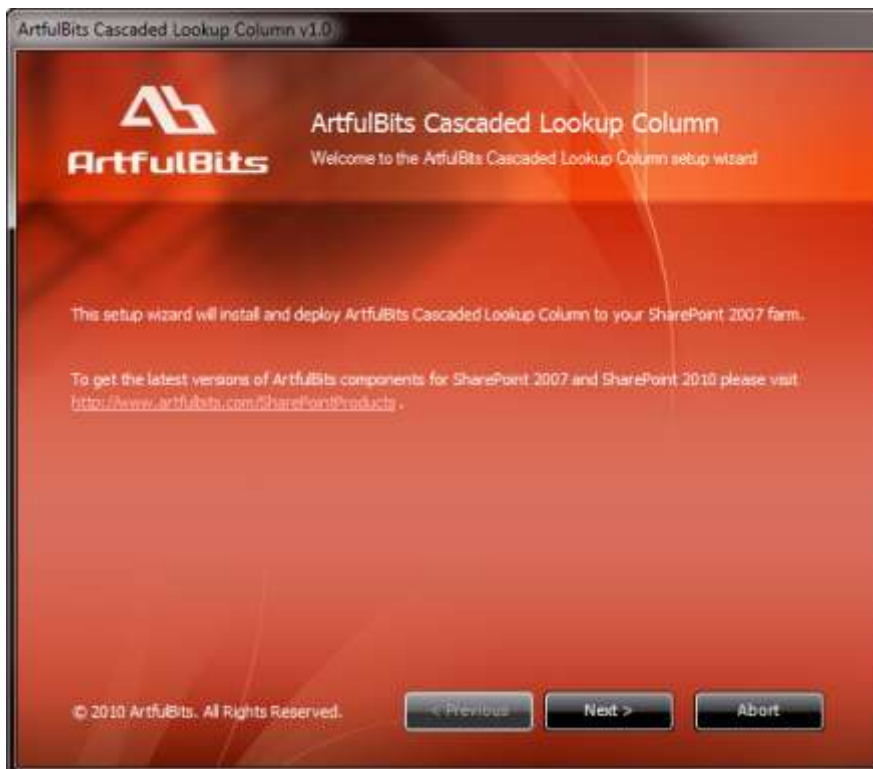 ArtfulBits Cascaded Lookup Column v1.0
ArtfulBits
ArtfulBits Cascaded Lookup Column
Welcome to the ArtfulBits Cascaded Lookup Column setup wizard
This setup wizard will install and deploy ArtfulBits Cascaded Lookup Column to your SharePoint 2007 farm.
To get the latest versions of ArtfulBits components for SharePoint 2007 and SharePoint 2010 please visit
http://www.artfulbits.com/SharePointProducts .
© 2010 ArtfulBits. All Rights Reserved.
< Previous
Next >
Abort